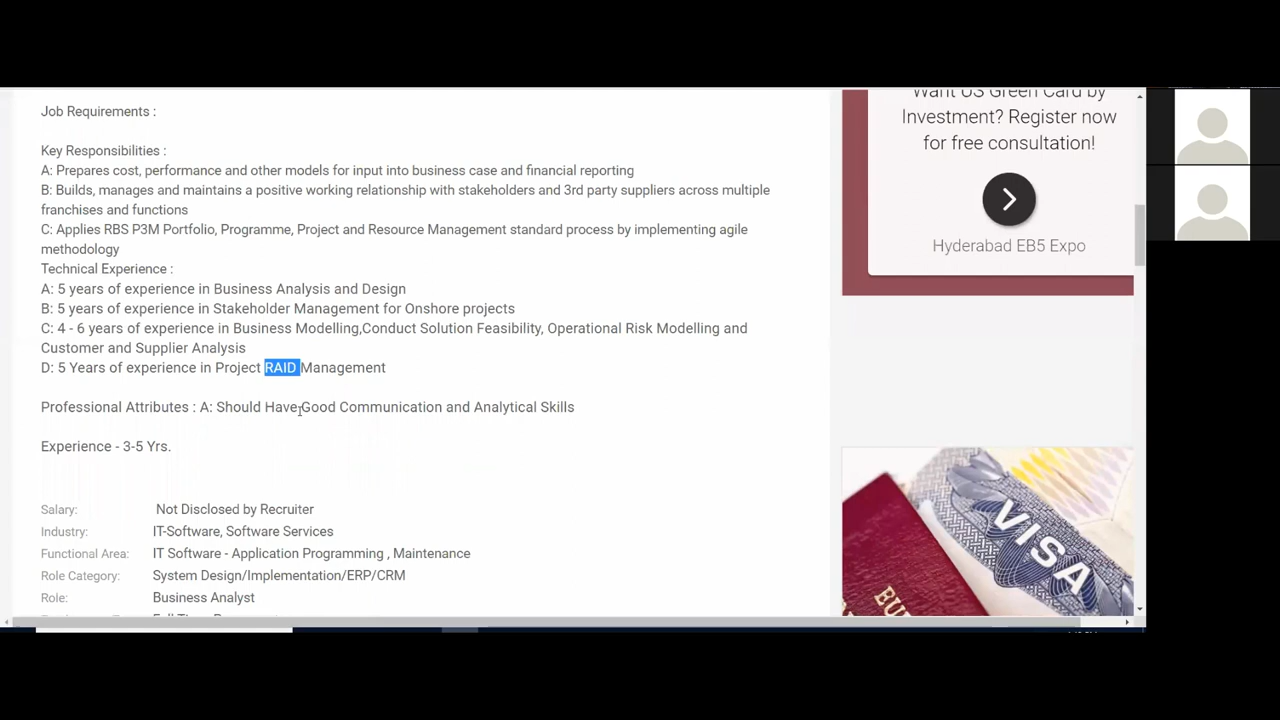 Job Requirements :
Key Responsibilities :
A: Prepares cost, performance and other models for input into business case and financial reporting
B: Builds, manages and maintains a positive working relationship with stakeholders and 3rd party suppliers across multiple
franchises and functions
C: Applies RBS P3M Portfolio, Programme, Project and Resource Management standard process by implementing agile
methodology
Technical Experience :
A: 5 years of experience in Business Analysis and Design
B: 5 years of experience in Stakeholder Management for Onshore projects
C: 4 - 6 years of experience in Business Modelling,Conduct Solution Feasibility, Operational Risk Modelling and
Customer and Supplier Analysis
D: 5 Years of experience in Project RAID Management
Professional Attributes : A: Should Have Good Communication and Analytical Skills
Experience - 3-5 Yrs.
Salary: Not Disclosed by Recruiter
Industry: IT-Software, Software Services
Functional Area: IT Software - Application Programming , Maintenance
Role Category: System Design/Implementation/ERP/CRM
Role: Business Analyst
Want US Green Card by
Investment? Register now
for free consultation!
Hyderabad EB5 Expo
VISA